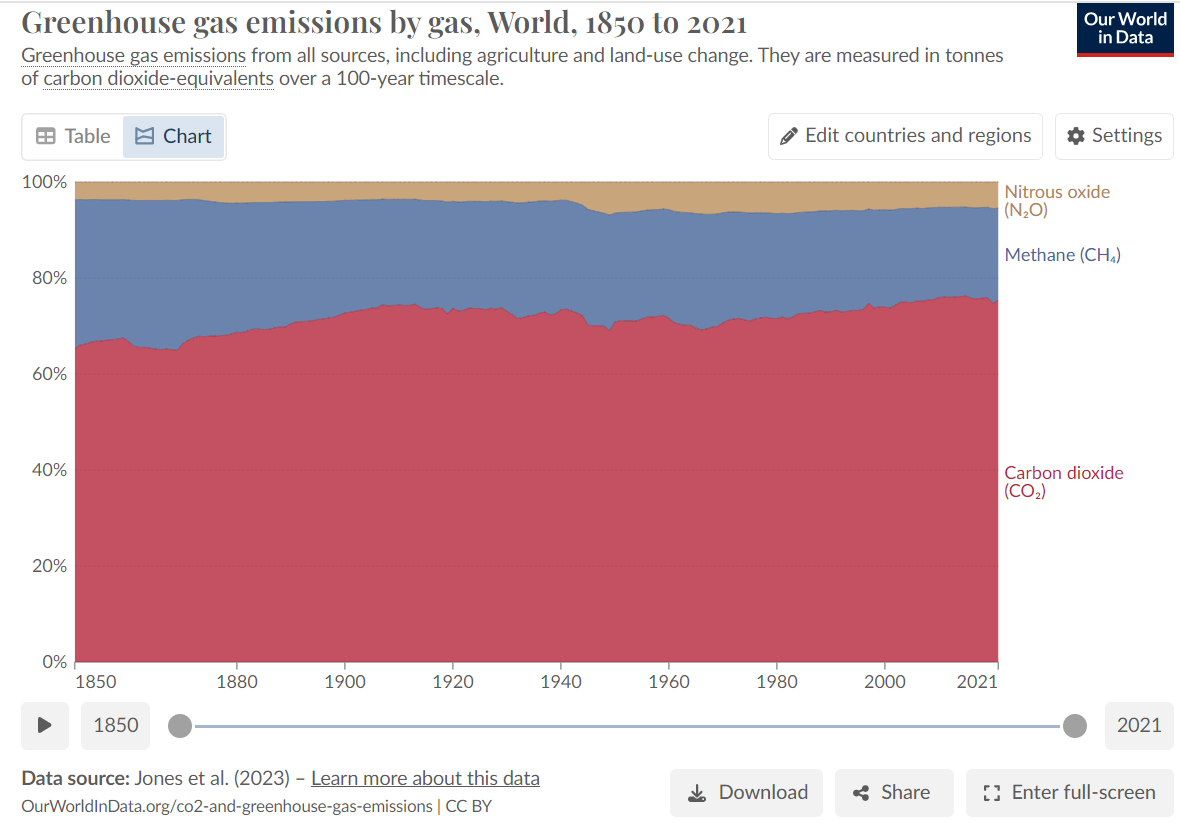 Greenhouse gas emissions by gas, World, 1850 to 2021
Our World
in Data
Greenhouse gas emissions from all sources, including agriculture and land-use change. They are measured in tonnes
of carbon dioxide-equivalents over a 100-year timescale.
Table
Chart
Edit countries and regions
Settings
100%
80%
60%
40%
20%
0%
Nitrous oxide
(N₂O)
Methane (CH₄)
Carbon dioxide
(CO₂)
1850
1880
1900
1920
1940
1960
1980
2000
2021
1850
2021
Data source: Jones et al. (2023) – Learn more about this data
OurWorldInData.org/co2-and-greenhouse-gas-emissions | CC BY
Download
Share
Enter full-screen